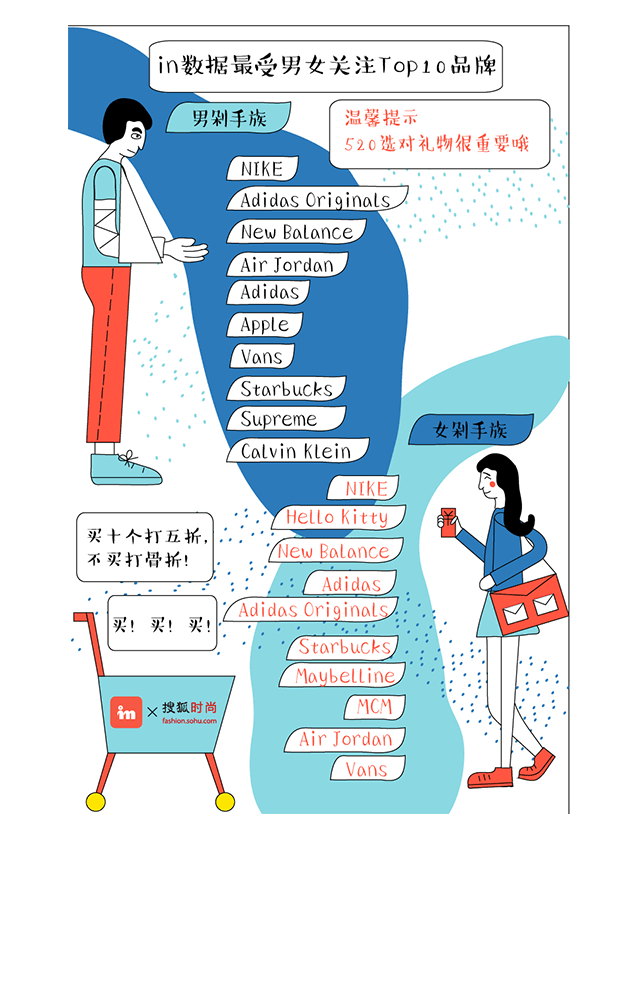 in数据最受男女关注Top10品牌
男剁手族
温馨提示
520选对礼物很重要哦
NIKE
Adidas Originals
New Balance
Air Jordan
Adidas
Apple
Vans
Starbucks
Supreme
Calvin Klein
女剁手族
NIKE
Hello Kitty
New Balance
Adidas
Adidas Originals
Starbucks
Maybelline
MCM
Air Jordan
Vans
买十个打五折,
不买打骨折!
买! 买! 买!
in × 搜狐时尚
fashion.sohu.com